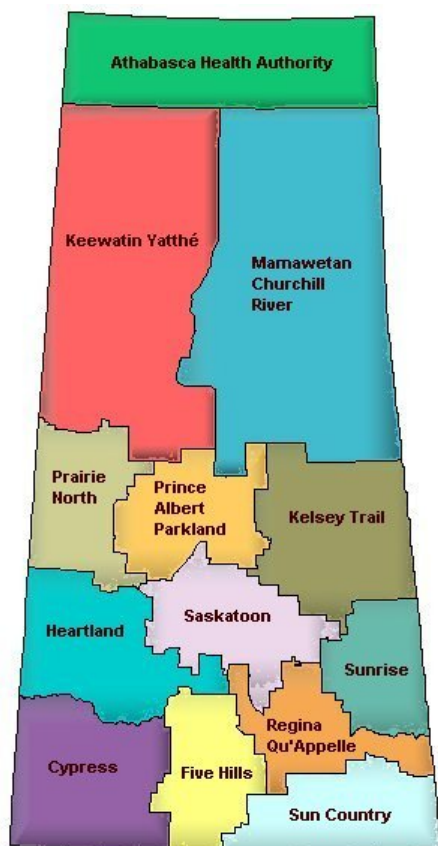 Athabasca Health Authority
Keewatin Yatthé
Mamawetan
Churchill
River
Prairie
North
Prince
Albert
Parkland
Kelsey Trail
Heartland
Saskatoon
Sunrise
Cypress
Five Hills
Regina
Qu'Appelle
Sun Country